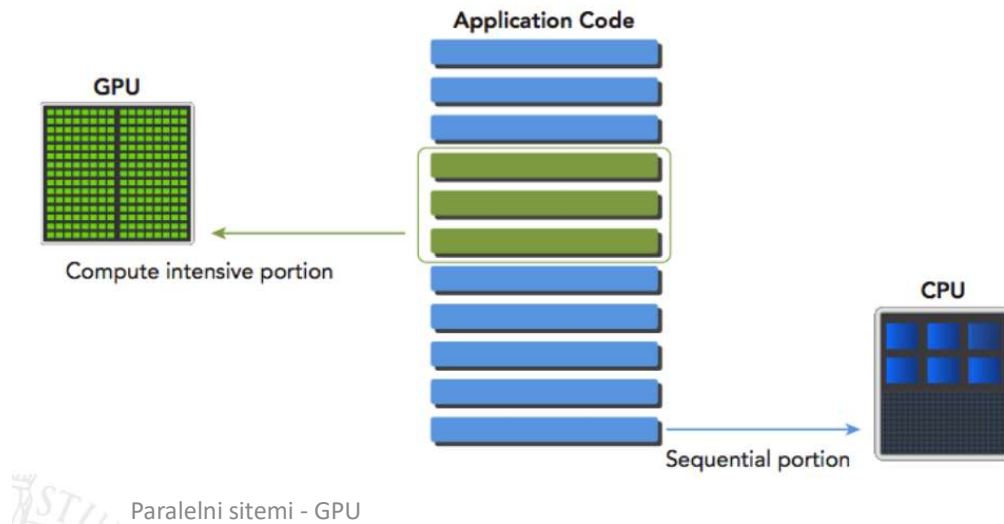 Application Code
GPU
Compute intensive portion
CPU
Sequential portion
Paralelni sitemi - GPU